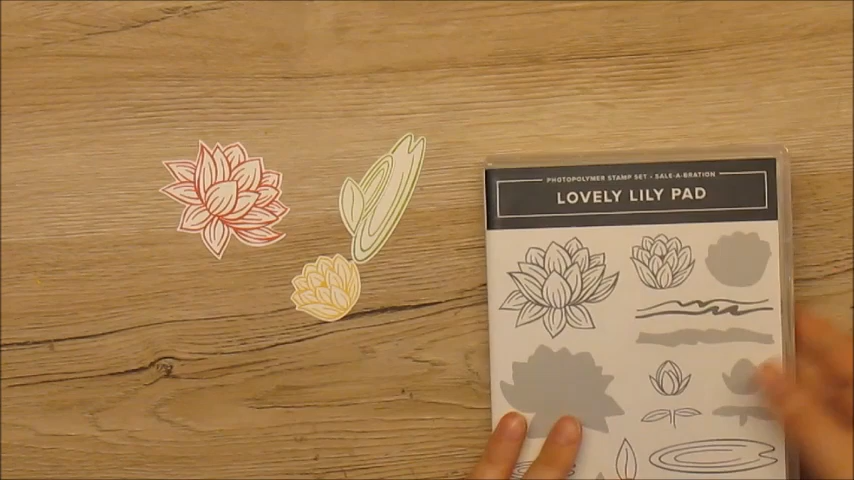 PHOTOPOLYMER STAMP SET • SALE-A-BRATION
LOVELY LILY PAD